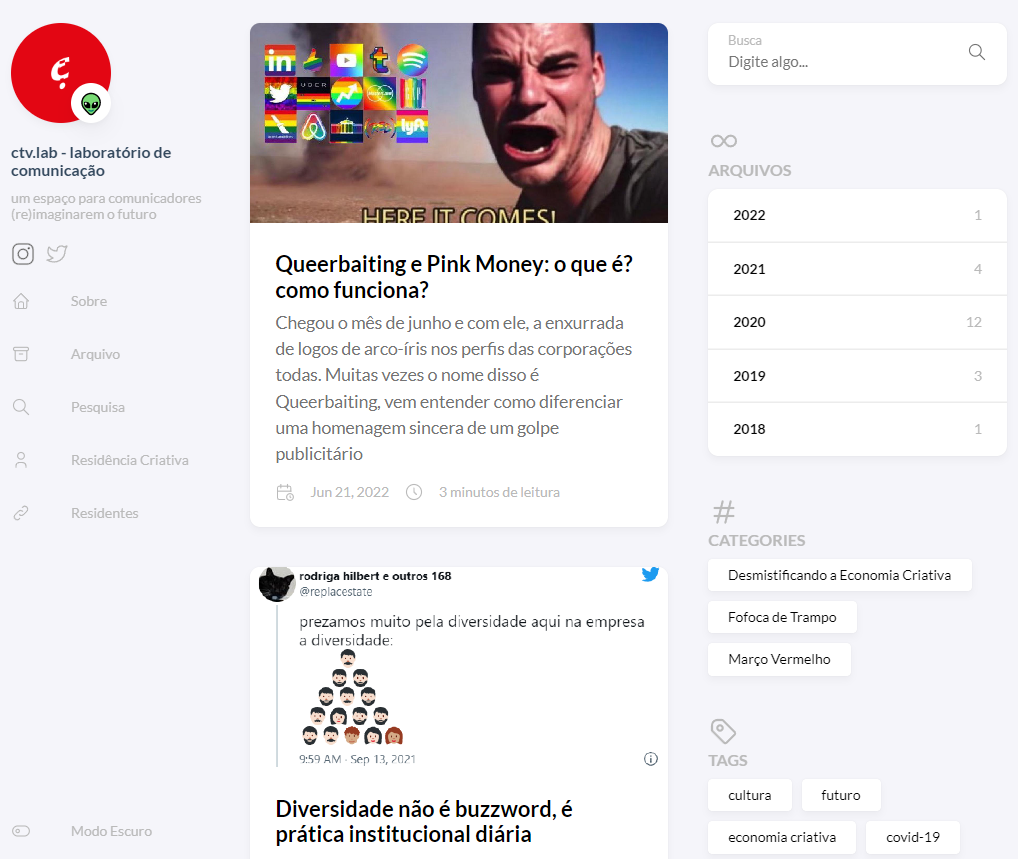 ç
ctv.lab - laboratório de
comunicação
um espaço para comunicadores
(re)imaginarem o futuro
Sobre
Arquivo
Pesquisa
Residência Criativa
Residentes
Modo Escuro
in
UBER
lyft
HERE IT COMES!
Queerbaiting e Pink Money: o que é?
como funciona?
Chegou o mês de junho e com ele, a enxurrada
de logos de arco-íris nos perfis das corporações
todas. Muitas vezes o nome disso é
Queerbaiting, vem entender como diferenciar
uma homenagem sincera de um golpe
publicitário
Jun 21, 2022 3 minutos de leitura
rodriga hilbert e outros 168
@replacestate
prezamos muito pela diversidade aqui na empresa
a diversidade:
9:59 AM · Sep 13, 2021
Diversidade não é buzzword, é
prática institucional diária
Busca
Digite algo...
ARQUIVOS
2022 1
2021 4
2020 12
2019 3
2018 1
CATEGORIES
Desmistificando a Economia Criativa
Fofoca de Trampo
Março Vermelho
TAGS
cultura futuro
economia criativa covid-19